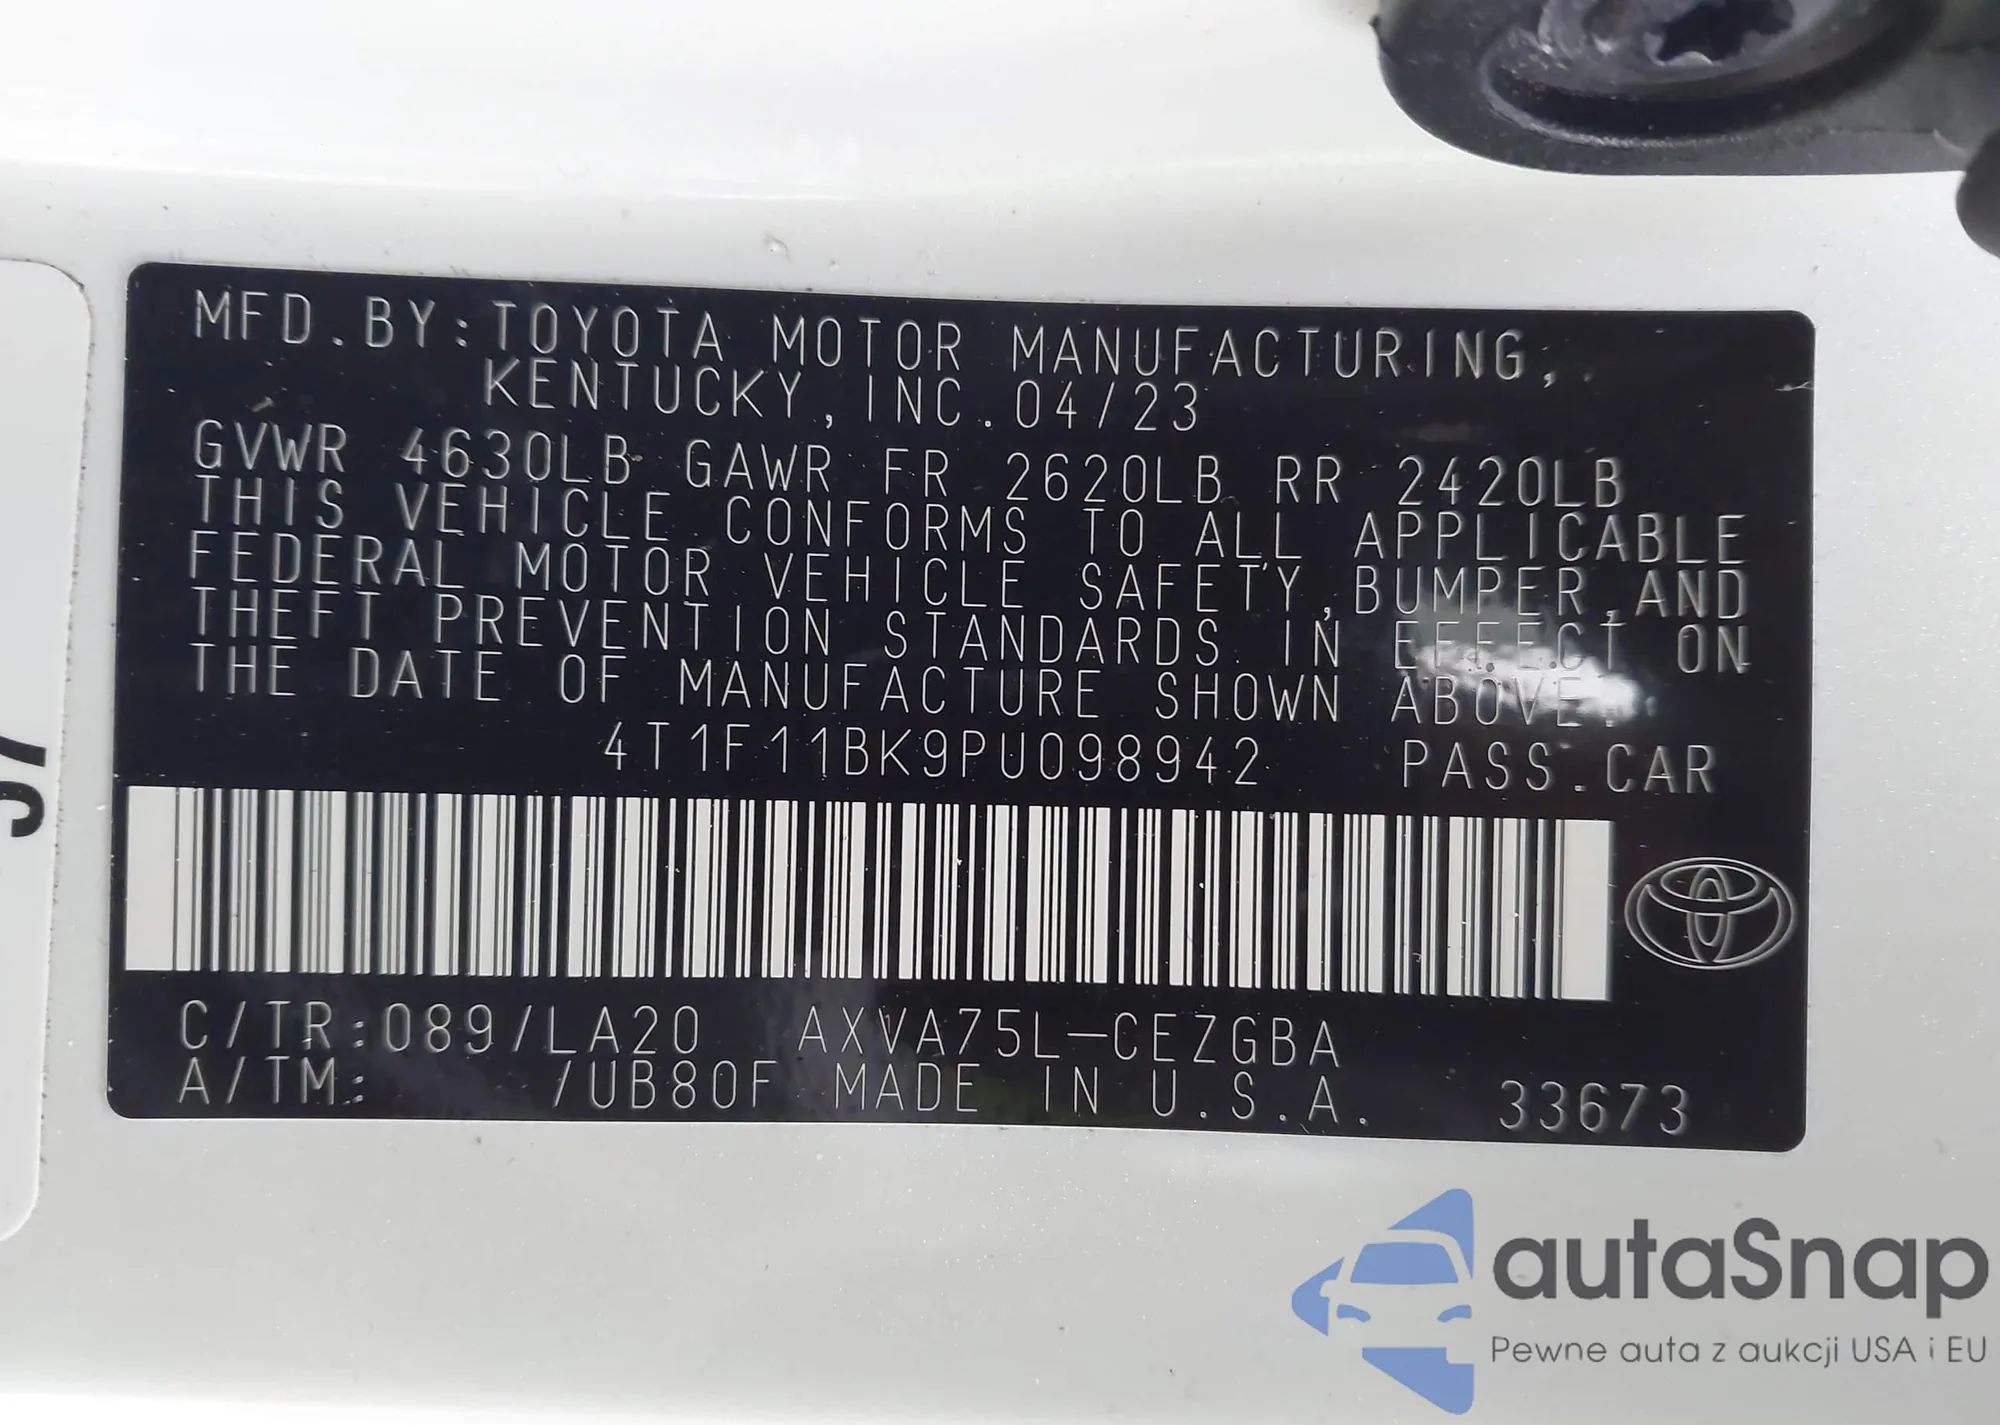 MFD.BY:TOYOTA MOTOR MANUFACTURING,
KENTUCKY,INC.04/23
GVWR 4630LB GAWR FR 2620LB RR 2420LB
THIS VEHICLE CONFORMS TO ALL APPLICABLE
FEDERAL MOTOR VEHICLE SAFETY,BUMPER,AND
THEFT PREVENTION STANDARDS IN EFFECT ON
THE DATE OF MANUFACTURE SHOWN ABOVE.
4T1F11BK9PU098942 PASS.CAR
C/TR:089/LA20 AXVA75L-CEZGBA
A/TM: /UB80F MADE IN U.S.A. 33673
autaSnap
Pewne auta z aukcji USA i EU